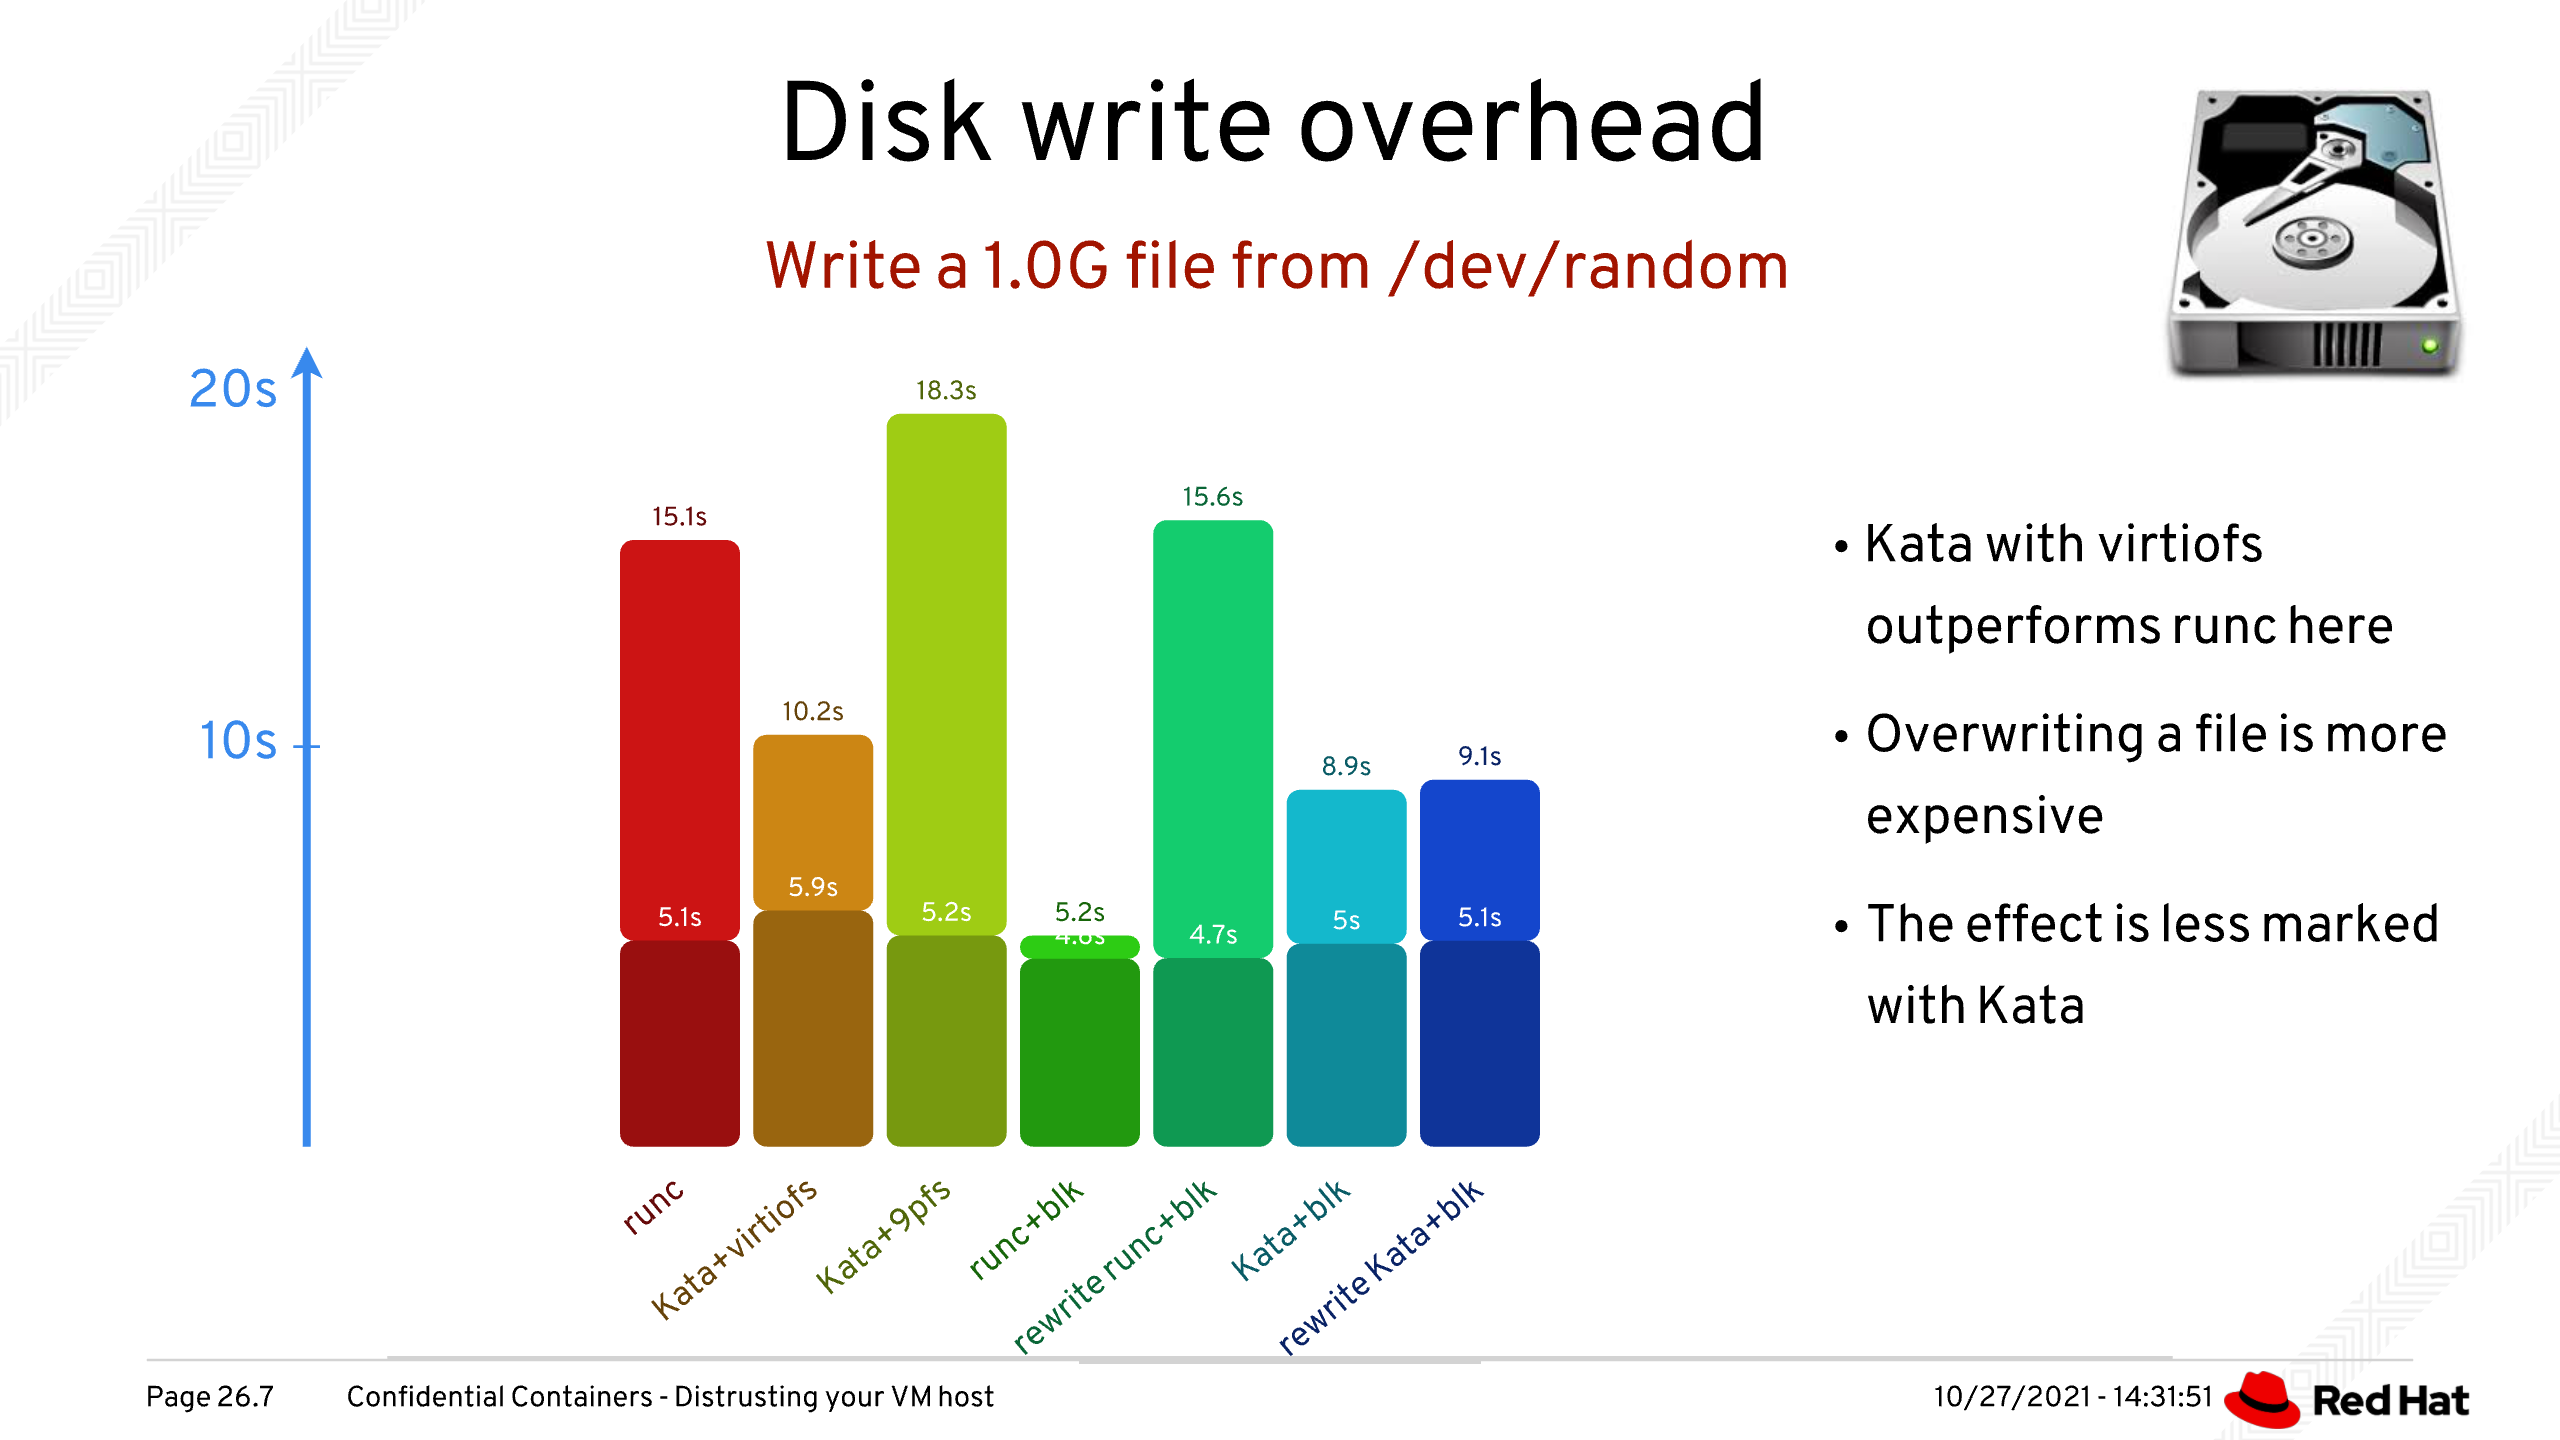 Disk write overhead
Write a 1.0G file from /dev/random
20s
10s
15.1s
5.1s
10.2s
5.9s
18.3s
5.2s
5.2s
15.6s
4.7s
8.9s
5s
9.1s
5.1s
runc
Kata+virtiofs
Kata+9pfs
runc+blk
rewrite runc+blk
Kata+blk
rewrite Kata+blk
• Kata with virtiofs
outperforms runc here
• Overwriting a file is more
expensive
• The effect is less marked
with Kata
Page 26.7
Confidential Containers - Distrusting your VM host
10/27/2021 - 14:31:51
Red Hat